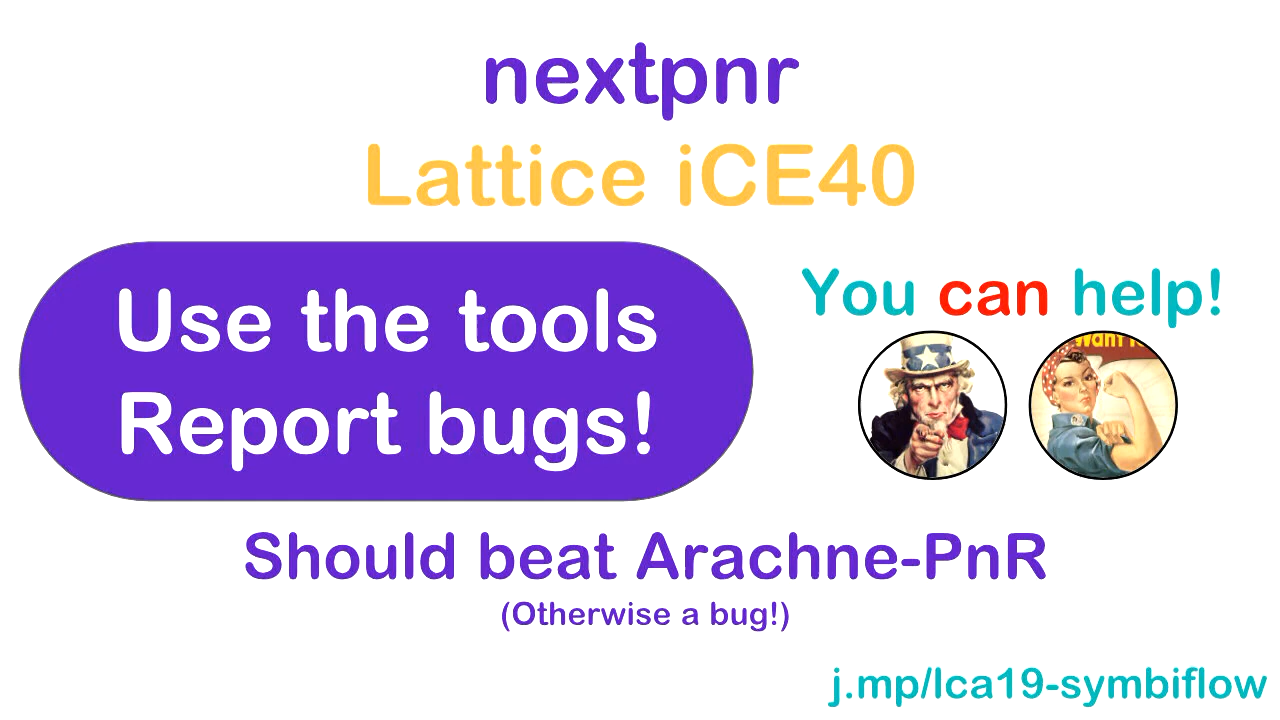 nextpnr
Lattice iCE40
Use the tools
Report bugs!
You can help!
Should beat Arachne-PnR
(Otherwise a bug!)
j.mp/lca19-symbiflow